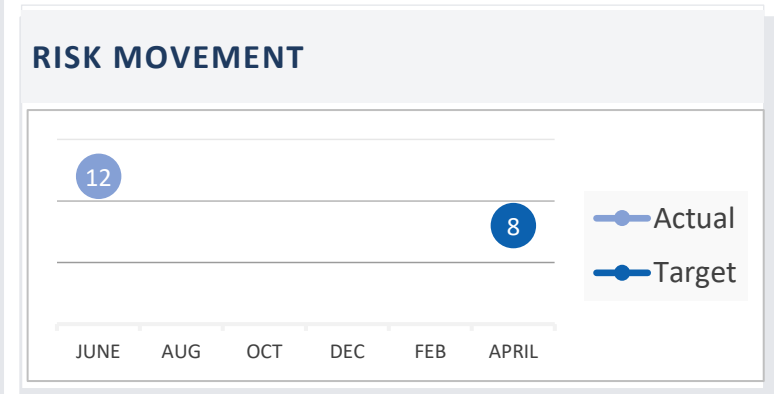 RISK MOVEMENT
12
8
Actual
Target
JUNE AUG OCT DEC FEB APRIL